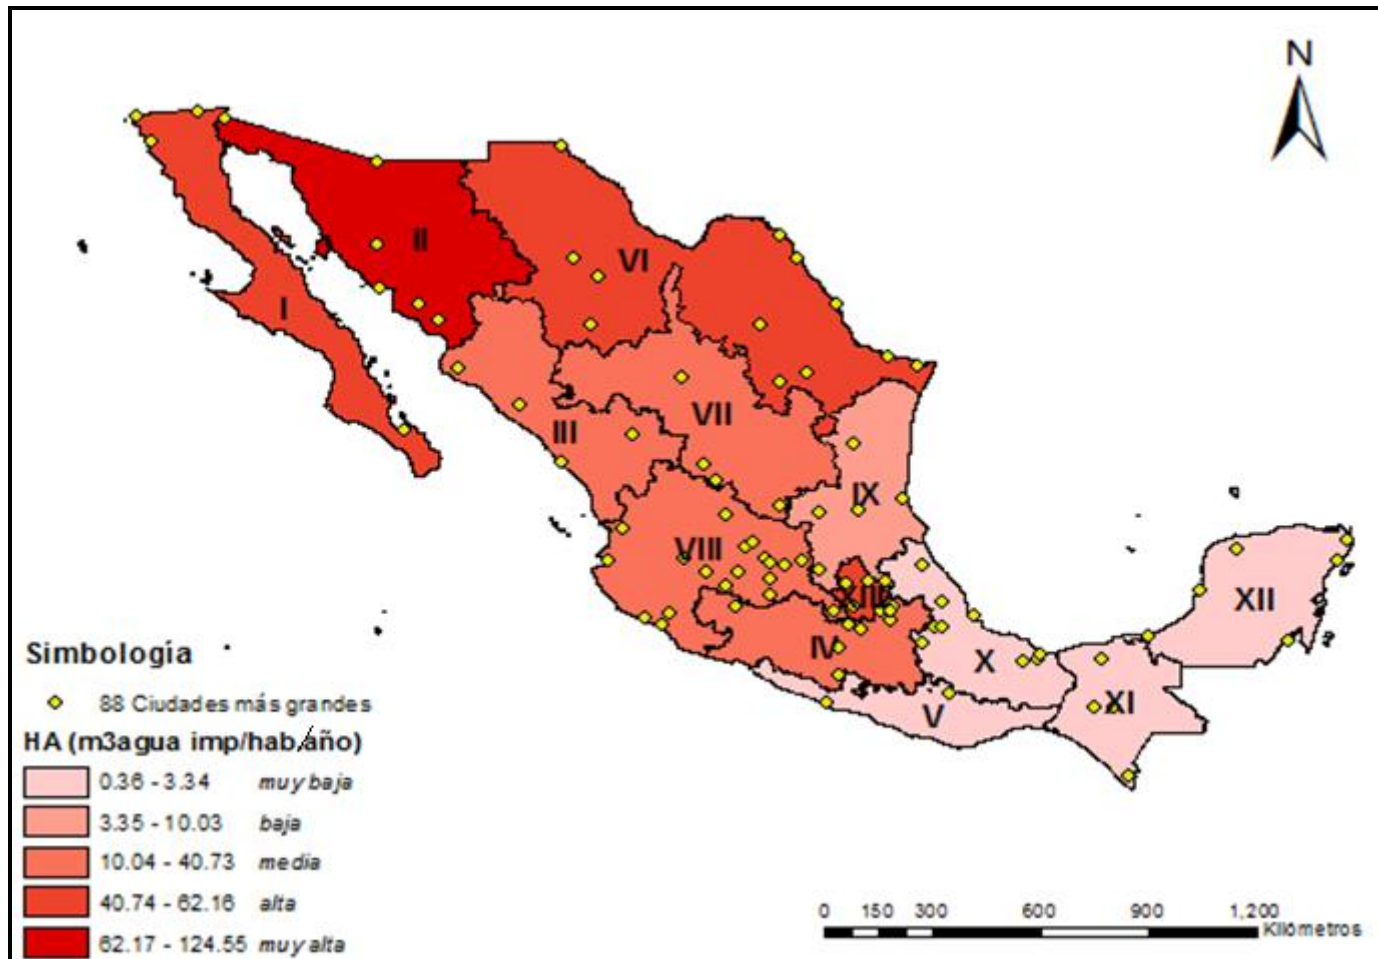 N
II
VI
I
VII
III
IX
VIII
XIII
XII
IV
X
XI
V
Simbología
88 Ciudades más grandes
HA (m3agua imp/hab/año)
0.36 - 3.34 muy baja
3.35 - 10.03 baja
10.04 - 40.73 media
40.74 - 62.16 alta
62.17 - 124.55 muy alta
0 150 300 600 900 1,200
Kilómetros